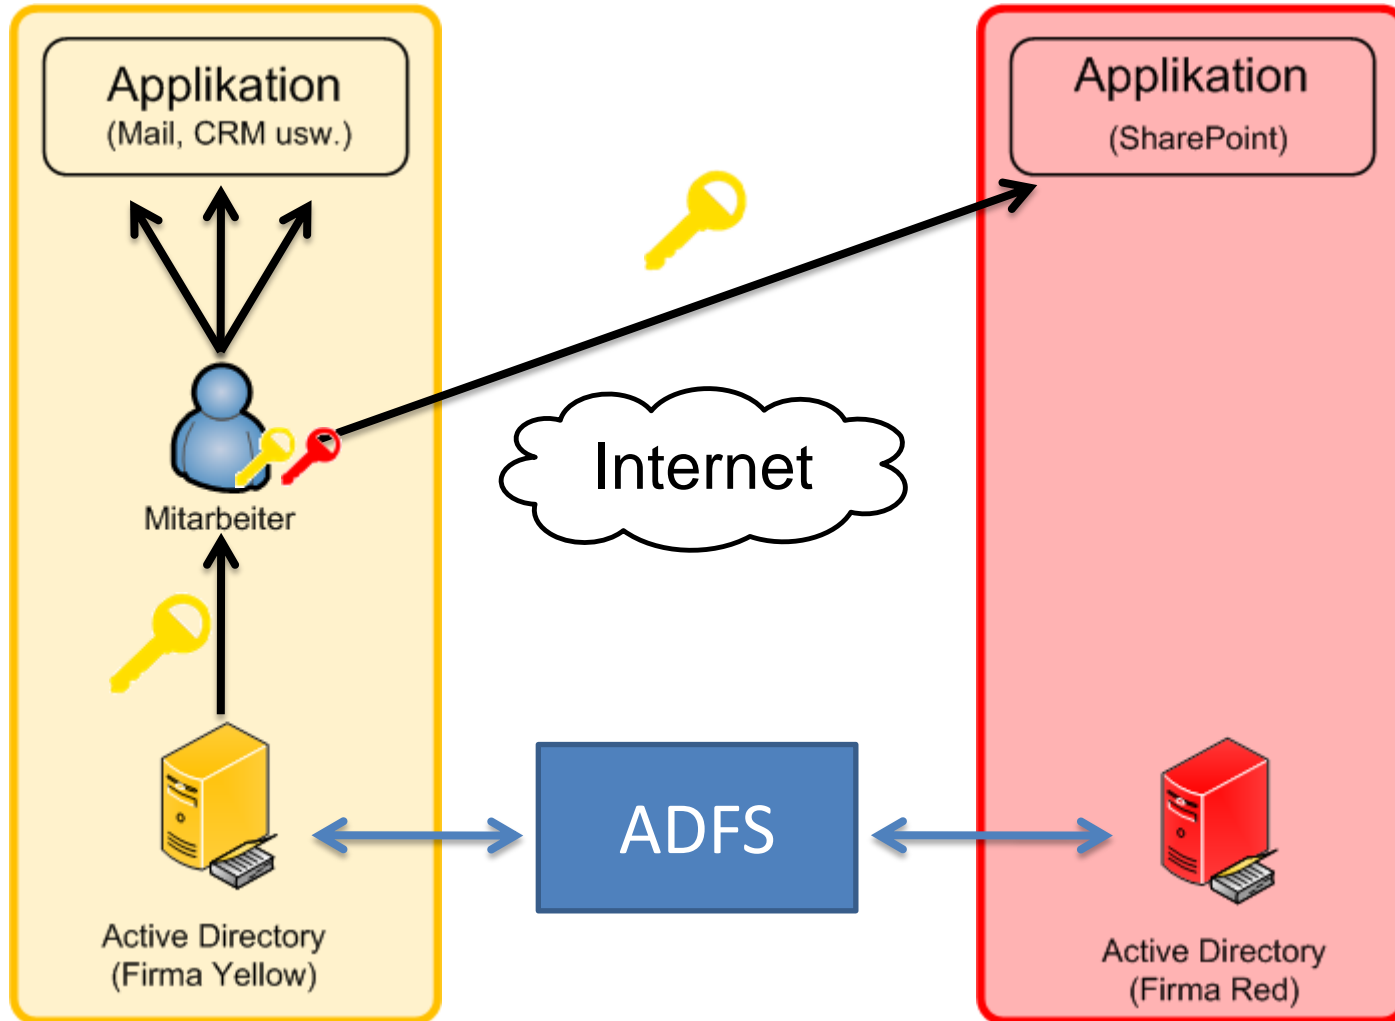 Applikation
(Mail, CRM usw.)
Applikation
(SharePoint)
Internet
Mitarbeiter
ADFS
Active Directory
(Firma Yellow)
Active Directory
(Firma Red)